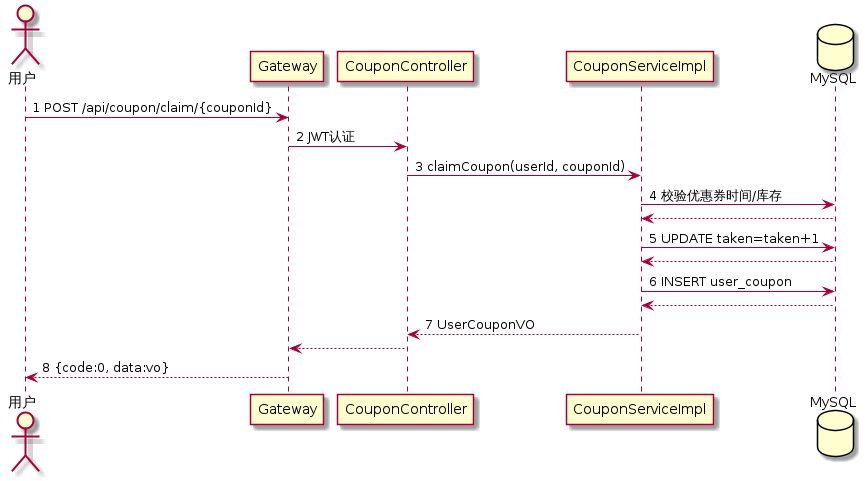 用户
Gateway
CouponController
CouponServiceImpl
MySQL
1 POST /api/coupon/claim/{couponId}
2 JWT认证
3 claimCoupon(userId, couponId)
4 校验优惠券时间/库存
5 UPDATE taken=taken+1
6 INSERT user_coupon
7 UserCouponVO
8 {code:0, data:vo}
用户
Gateway
CouponController
CouponServiceImpl
MySQL